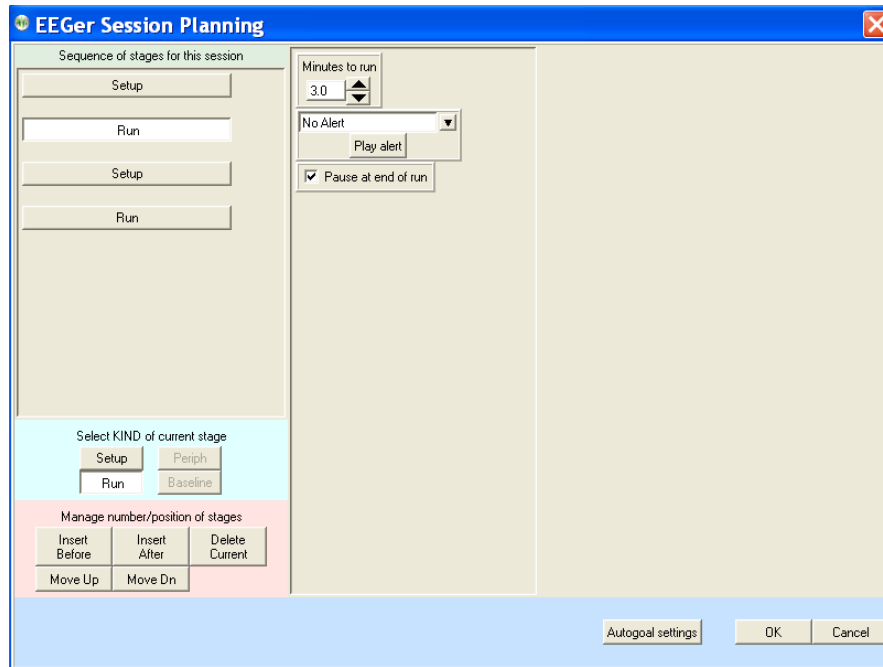 EEGer Session Planning
Sequence of stages for this session
Setup
Run
Setup
Run
Minutes to run
3.0
No Alert
Play alert
Pause at end of run
Select KIND of current stage
Setup
Periph
Run
Baseline
Manage number/position of stages
Insert
Before
Insert
After
Delete
Current
Move Up
Move Dn
Autogoal settings
OK
Cancel